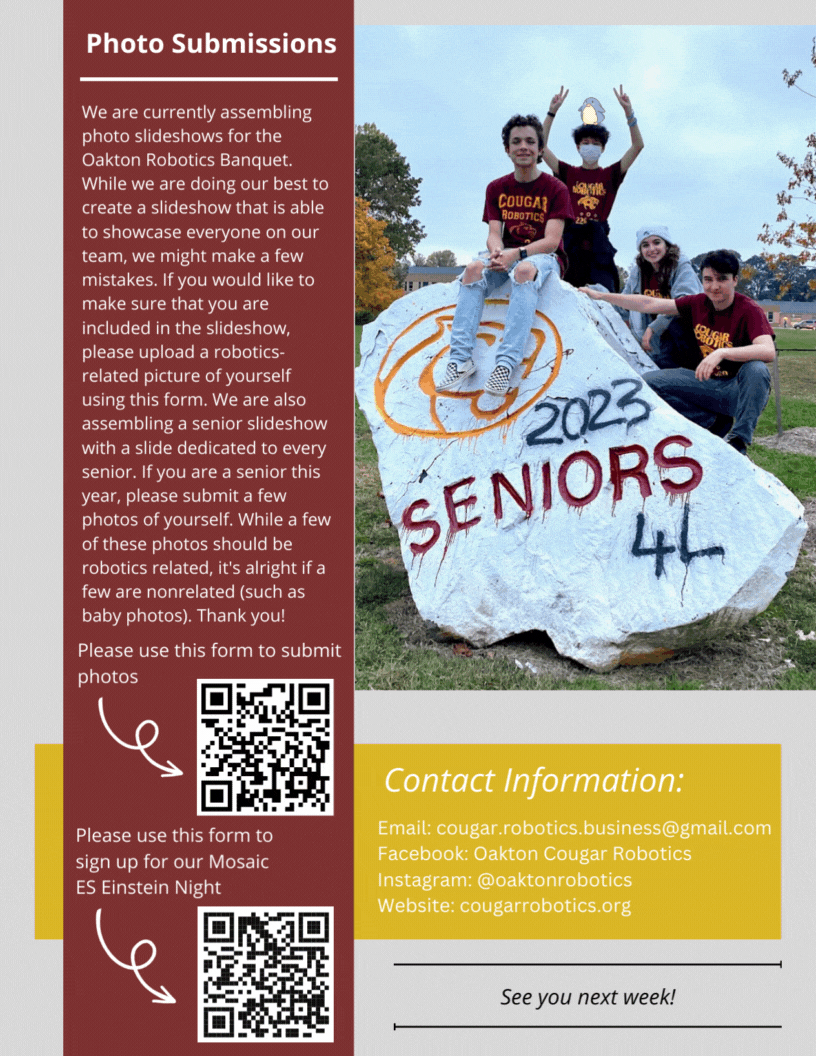 Photo Submissions
We are currently assembling
photo slideshows for the
Oakton Robotics Banquet.
While we are doing our best to
create a slideshow that is able
to showcase everyone on our
team, we might make a few
mistakes. If you would like to
make sure that you are
included in the slideshow,
please upload a robotics-
related picture of yourself
using this form. We are also
assembling a senior slideshow
with a slide dedicated to every
senior. If you are a senior this
year, please submit a few
photos of yourself. While a few
of these photos should be
robotics related, it's alright if a
few are nonrelated (such as
baby photos). Thank you!
Please use this form to submit
photos
Please use this form to
sign up for our Mosaic
ES Einstein Night
COUGAR
ROBOTICS
COUGAR
ROBOTICS
COUGAR
2023
SENIORS
4L
Contact Information:
Email: cougar.robotics.business@gmail.com
Facebook: Oakton Cougar Robotics
Instagram: @oaktonrobotics
Website: cougarrobotics.org
See you next week!